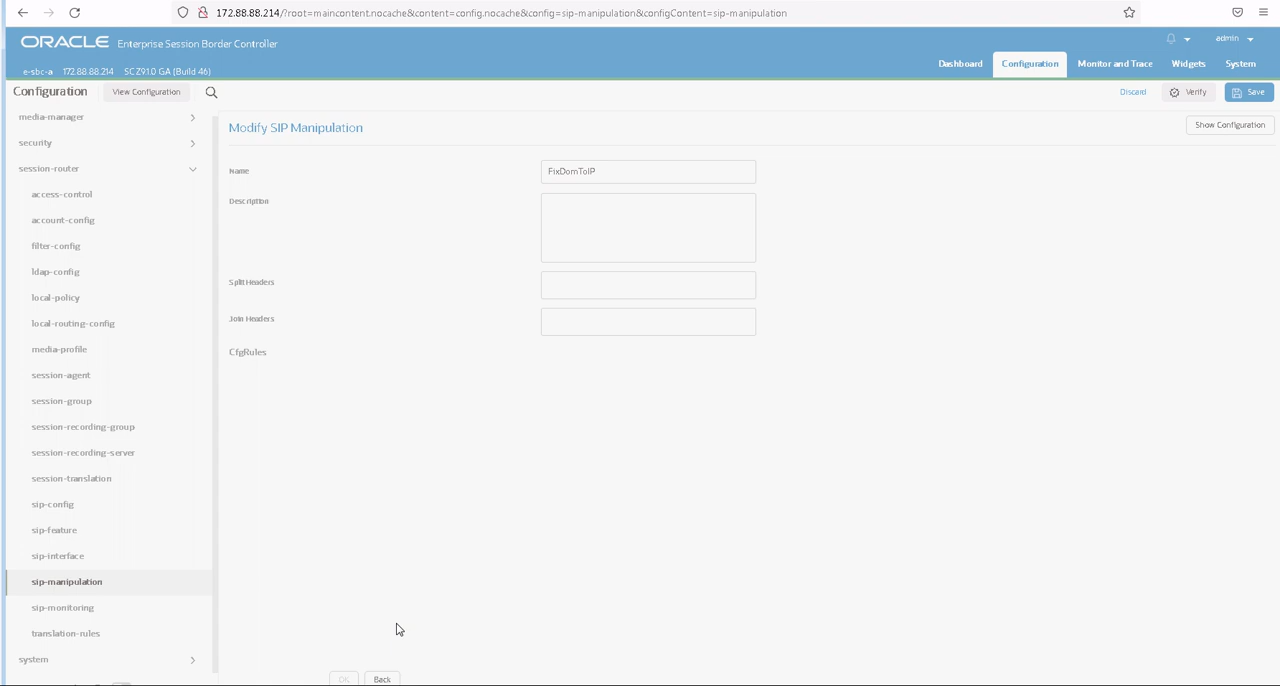 172.88.88.214/?root=maincontent.nocache&content=config.nocache&config=sip-manipulation&configContent=sip-manipulation
ORACLE Enterprise Session Border Controller
admin
e-sbc-a 172.88.88.214 SCZ91.0 GA (Build 46)
Dashboard Configuration Monitor and Trace Widgets System
Configuration View Configuration Discard Verify Save
media-manager
security
session-router
access-control
account-config
filter-config
ldap-config
local-policy
local-routing-config
media-profile
session-agent
session-group
session-recording-group
session-recording-server
session-translation
sip-config
sip-feature
sip-interface
sip-manipulation
sip-monitoring
translation-rules
system
Modify SIP Manipulation Show Configuration
Name FixDomToIP
Description
Split Headers
Join Headers
CfgRules
OK Back